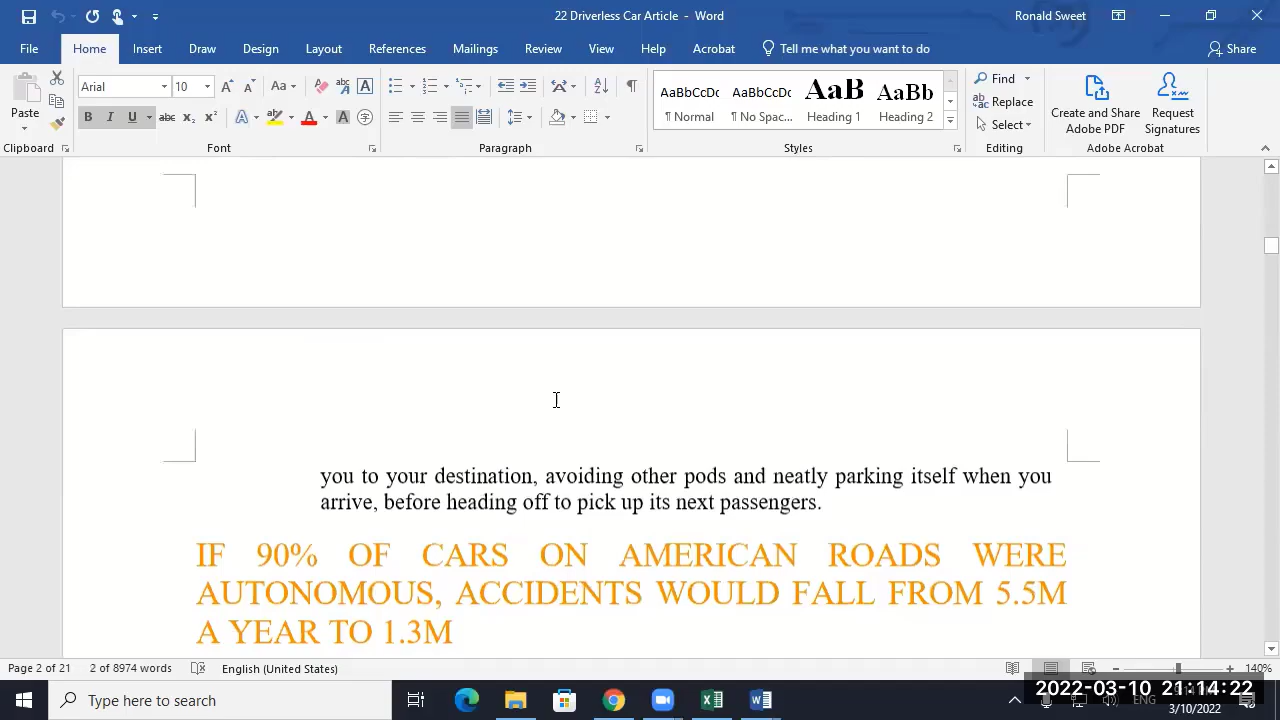 22 Driverless Car Article - Word
Ronald Sweet
File Home Insert Draw Design Layout References Mailings Review View Help Acrobat Tell me what you want to do Share
Arial 10
Paste
Clipboard
Font
Paragraph
AaBbCcDc AaBbCcDc AaBb AaBb
¶ Normal ¶ No Spac... Heading 1 Heading 2
Styles
Find
Replace
Select
Editing
Create and Share Adobe PDF
Request Signatures
Adobe Acrobat
you to your destination, avoiding other pods and neatly parking itself when you
arrive, before heading off to pick up its next passengers.
IF 90% OF CARS ON AMERICAN ROADS WERE
AUTONOMOUS, ACCIDENTS WOULD FALL FROM 5.5M
A YEAR TO 1.3M
Page 2 of 21 2 of 8974 words English (United States) 140%
Type here to search
ENG
2022-03-10 21:14:22
3/10/2022